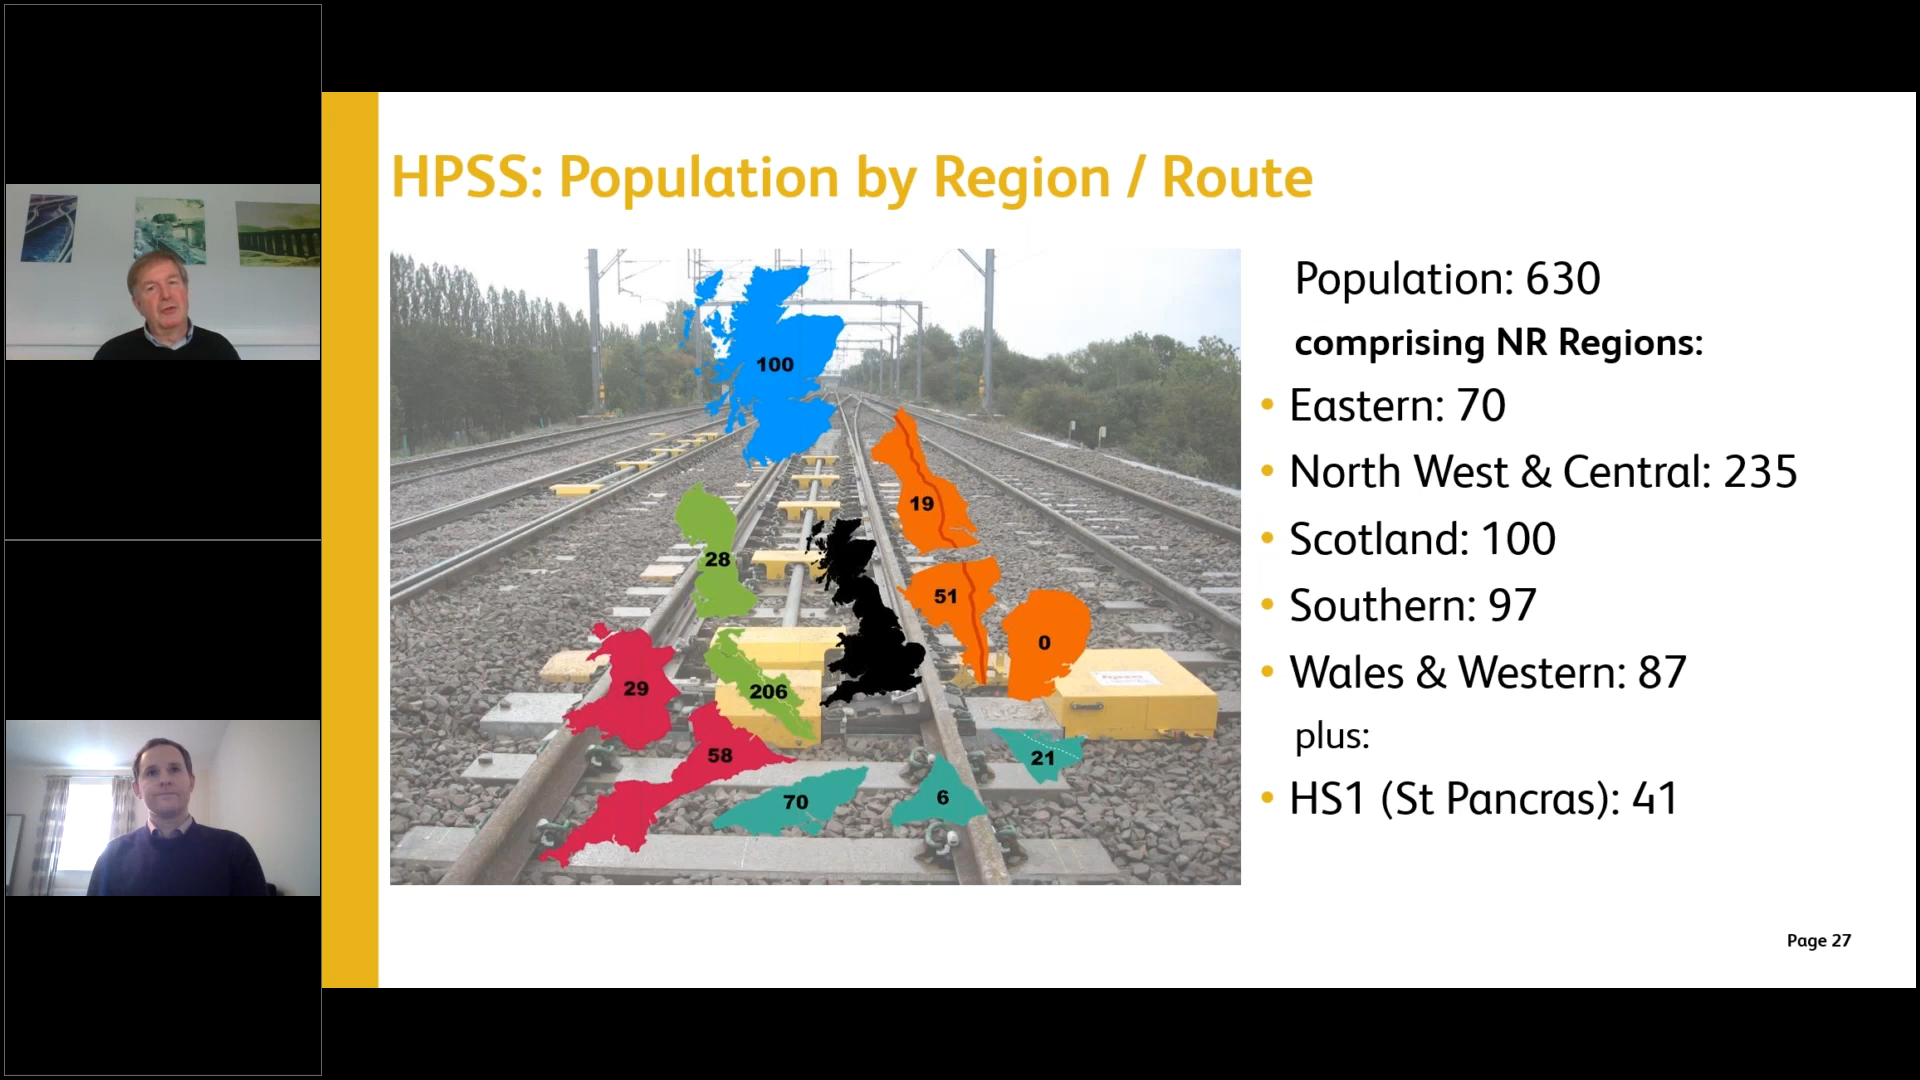 HPSS: Population by Region / Route
100
19
28
51
0
29
206
58
21
70
6
Population: 630
comprising NR Regions:
• Eastern: 70
• North West & Central: 235
• Scotland: 100
• Southern: 97
• Wales & Western: 87
plus:
• HS1 (St Pancras): 41
Page 27